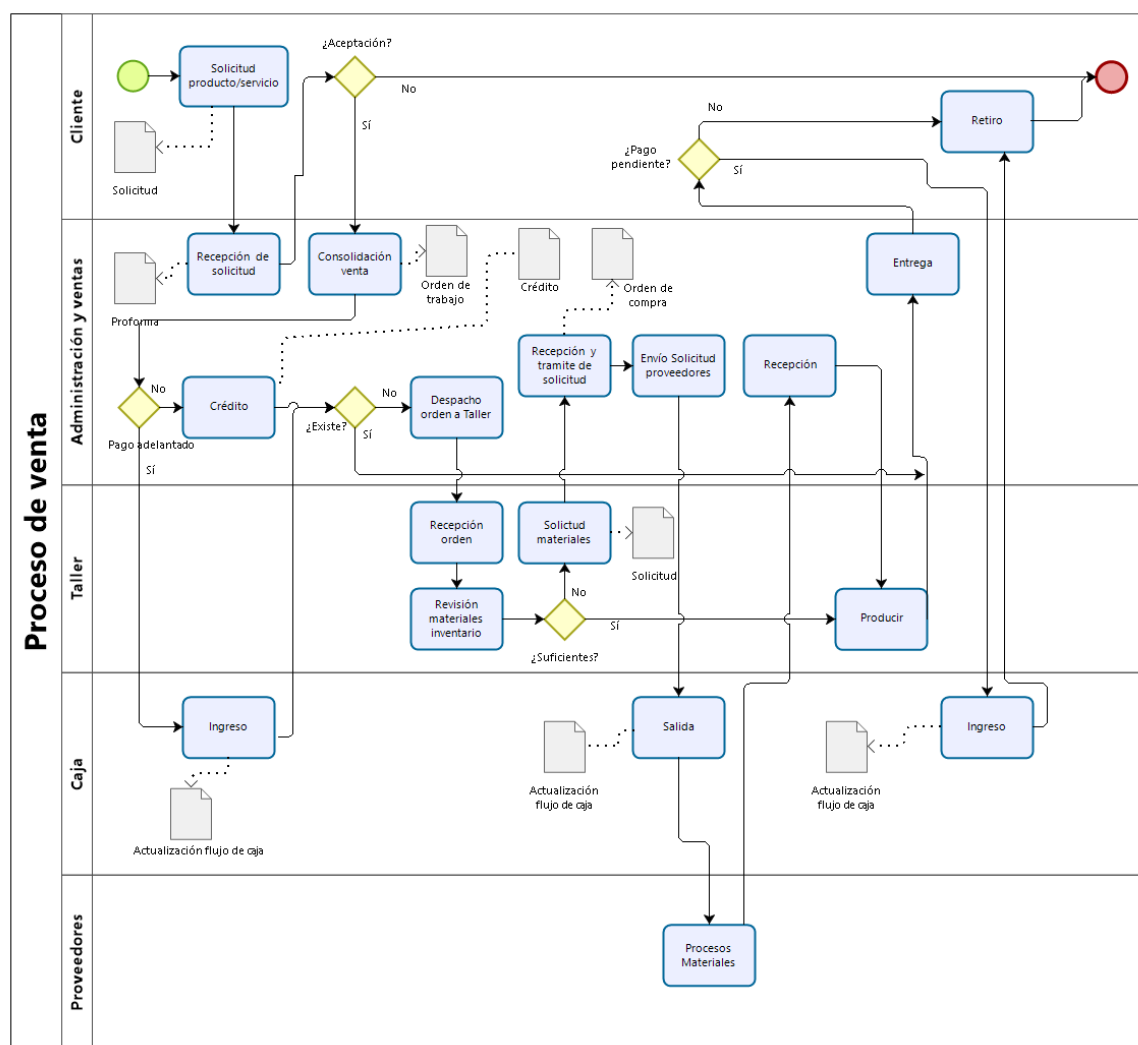 Proceso de venta
Cliente
¿Aceptación?
Solicitud
producto/servicio
No
Sí
Solicitud
No
Retiro
¿Pago
pendiente?
Sí
Administración y ventas
Recepción de
solicitud
Consolidación
venta
Entrega
Proforma
Orden de
trabajo
Crédito
Orden de
compra
Recepción y
tramite de
solicitud
Envío Solicitud
proveedores
Recepción
No
Crédito
No
Despacho
orden a Taller
Pago adelantado
¿Existe?
Sí
Sí
Taller
Recepción
orden
Solictud
materiales
Solicitud
No
Revisión
materiales
inventario
Sí
Producir
¿Suficientes?
Caja
Ingreso
Salida
Ingreso
Actualización
flujo de caja
Actualización
flujo de caja
Actualización flujo de caja
Proveedores
Procesos
Materiales